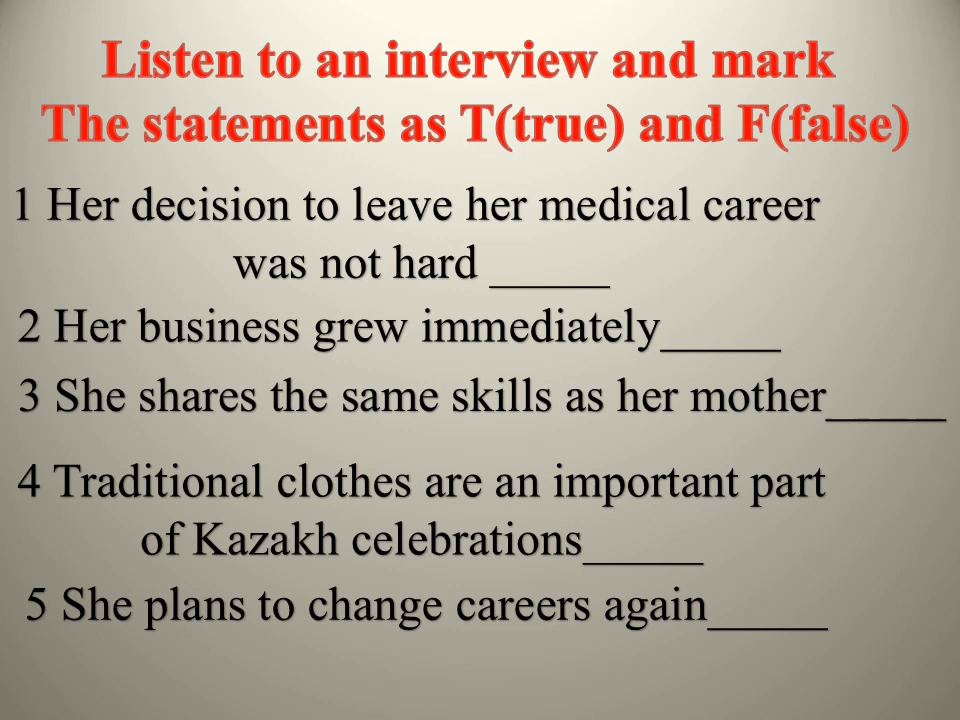 Listen to an interview and mark
The statements as T(true) and F(false)
1 Her decision to leave her medical career
was not hard _____
2 Her business grew immediately_____
3 She shares the same skills as her mother_____
4 Traditional clothes are an important part
of Kazakh celebrations_____
5 She plans to change careers again_____